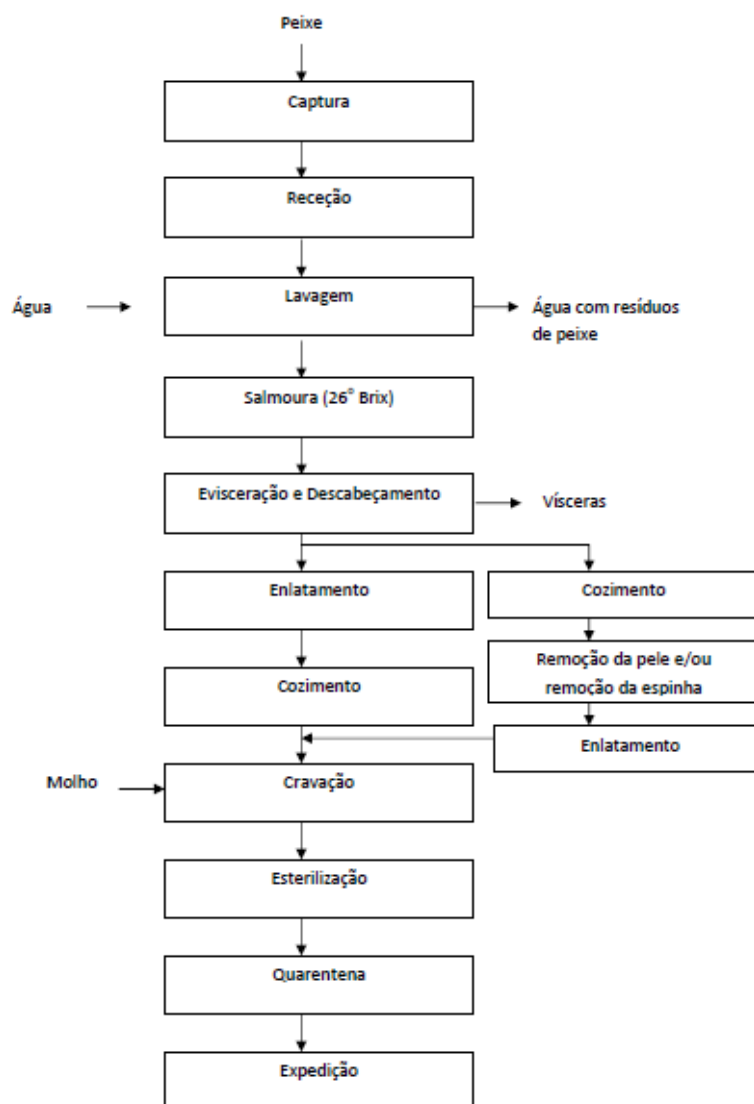 Peixe
Captura
Receção
Lavagem
Água
Água com resíduos
de peixe
Salmoura (26° Brix)
Evisceração e Descabeçamento
Vísceras
Enlatamento
Cozimento
Cozimento
Remoção da pele e/ou
remoção da espinha
Enlatamento
Molho
Cravação
Esterilização
Quarentena
Expedição